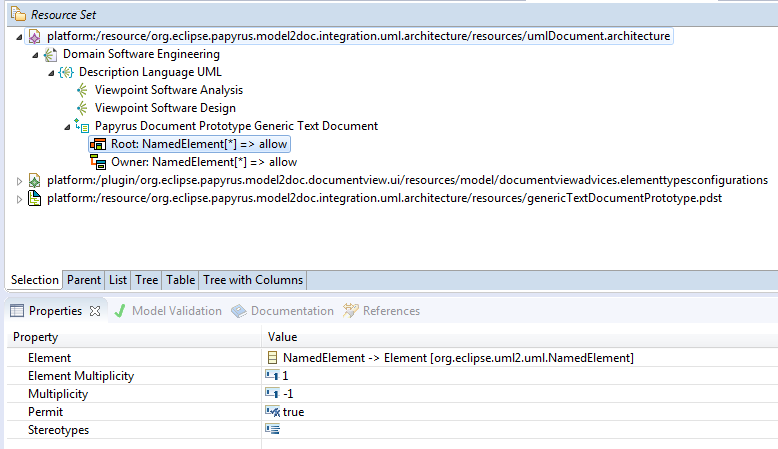 Resource Set
platform:/resource/org.eclipse.papyrus.model2doc.integration.uml.architecture/resources/umlDocument.architecture
Domain Software Engineering
Description Language UML
Viewpoint Software Analysis
Viewpoint Software Design
Papyrus Document Prototype Generic Text Document
Root: NamedElement[*] => allow
Owner: NamedElement[*] => allow
platform:/plugin/org.eclipse.papyrus.model2doc.documentview.ui/resources/model/documentviewadvices.elementtypesconfigurations
platform:/resource/org.eclipse.papyrus.model2doc.integration.uml.architecture/resources/genericTextDocumentPrototype.pdst
Selection Parent List Tree Table Tree with Columns
Properties Model Validation Documentation References
Property Value
Element NamedElement -> Element [org.eclipse.uml2.uml.NamedElement]
Element Multiplicity 1
Multiplicity -1
Permit true
Stereotypes